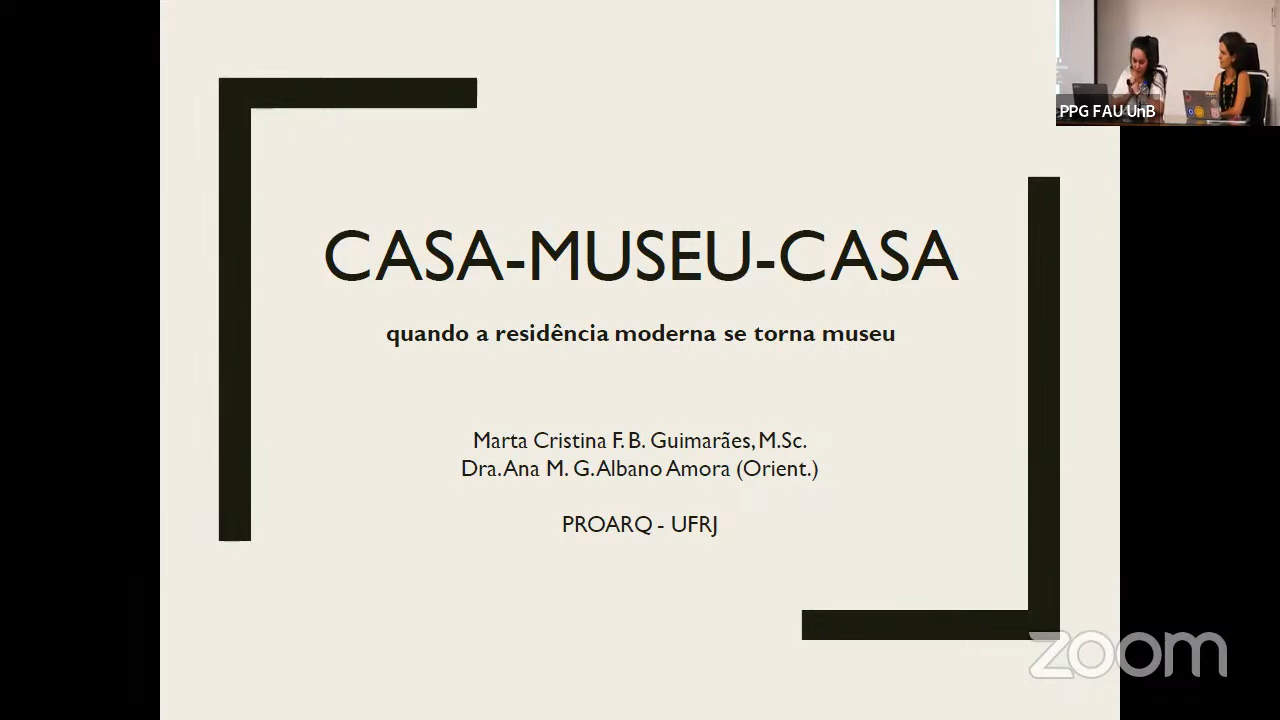 PPG FAU UnB
CASA-MUSEU-CASA
quando a residência moderna se torna museu
Marta Cristina F. B. Guimarães, M.Sc.
Dra. Ana M. G. Albano Amora (Orient.)
PROARQ - UFRJ
zoom